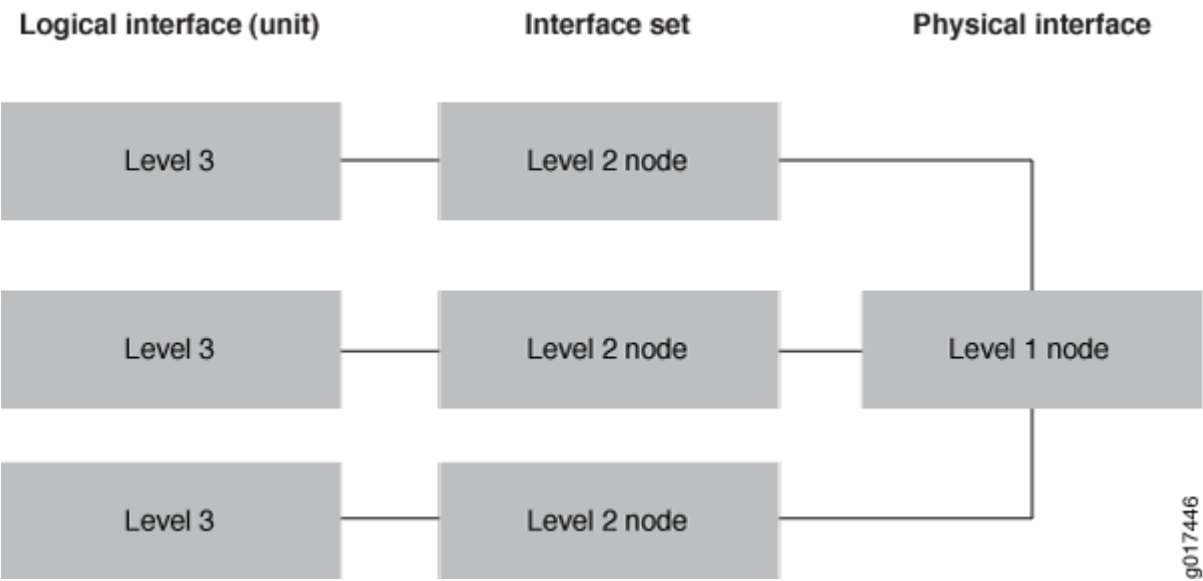 Logical interface (unit)
Interface set
Physical interface
Level 3
Level 2 node
Level 3
Level 2 node
Level 1 node
Level 3
Level 2 node
g017446